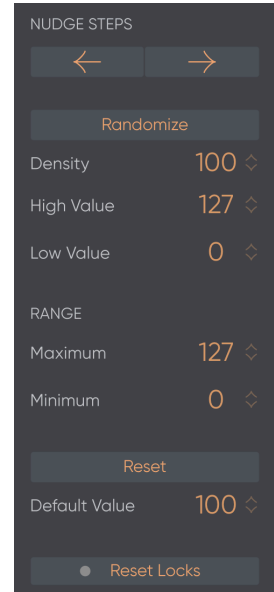 NUDGE STEPS
Randomize
Density 100
High Value 127
Low Value 0
RANGE
Maximum 127
Minimum 0
Reset
Default Value 100
Reset Locks